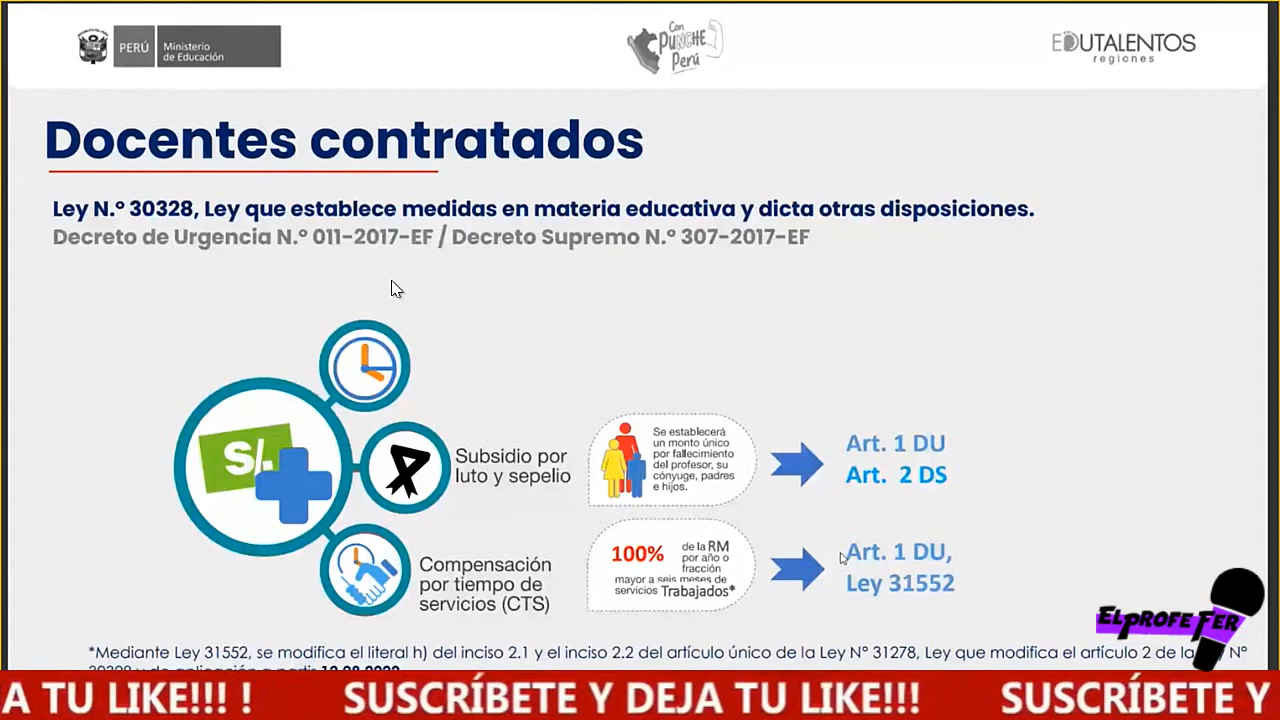 PERÚ
Ministerio
de Educación
Con
PUNCHE
Perú
EDUTALENTOS
regiones
Docentes contratados
Ley N.º 30328, Ley que establece medidas en materia educativa y dicta otras disposiciones.
Decreto de Urgencia N.º 011-2017-EF / Decreto Supremo N.º 307-2017-EF
S/.
Subsidio por
luto y sepelio
Se establecerá
un monto único
por fallecimiento
del profesor, su
cónyuge, padres
e hijos.
Art. 1 DU
Art. 2 DS
Compensación
por tiempo de
servicios (CTS)
100% de la RM
por año o
fracción
mayor a seis meses de
servicios Trabajados*
Art. 1 DU,
Ley 31552
EL PROFE FER
*Mediante Ley 31552, se modifica el literal h) del inciso 2.1 y el inciso 2.2 del artículo único de la Ley N° 31278, Ley que modifica el artículo 2 de la Ley N°
A TU LIKE!!! ! SUSCRÍBETE Y DEJA TU LIKE!!! SUSCRÍBETE Y